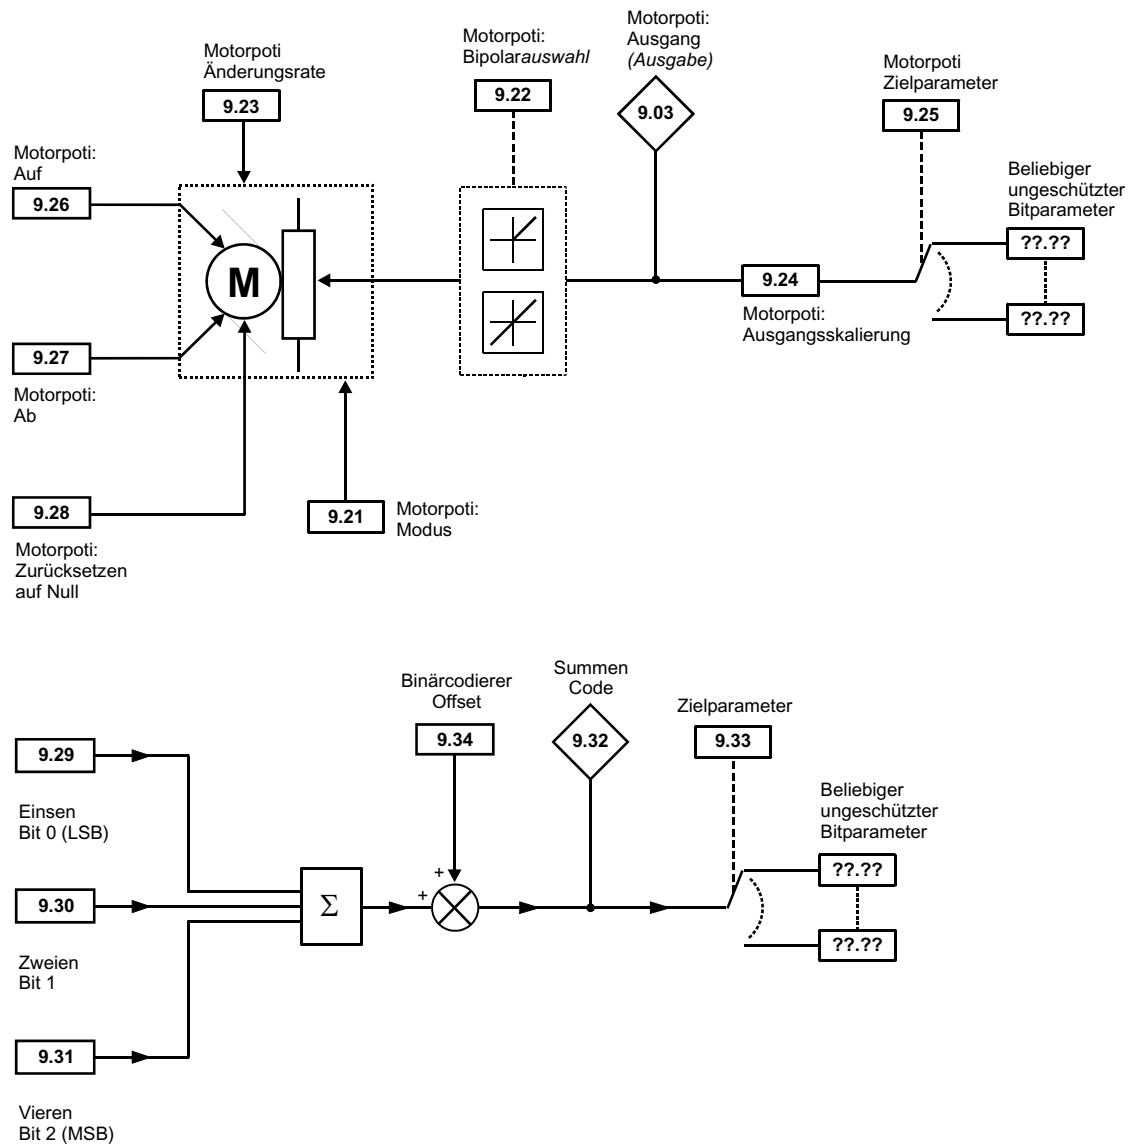 Motorpoti
Änderungsrate
9.23
Motorpoti:
Bipolarauswahl
9.22
Motorpoti:
Ausgang
(Ausgabe)
9.03
Motorpoti
Zielparameter
9.25
Motorpoti:
Auf
9.26
Beliebiger
ungeschützter
Bitparameter
??.??
??.??
M
9.24
Motorpoti:
Ausgangsskalierung
9.27
Motorpoti:
Ab
9.28
Motorpoti:
Zurücksetzen
auf Null
9.21
Motorpoti:
Modus
Binärcodierer
Offset
9.34
Summen
Code
9.32
Zielparameter
9.33
9.29
Einsen
Bit 0 (LSB)
Beliebiger
ungeschützter
Bitparameter
??.??
??.??
+
+
Σ
9.30
Zweien
Bit 1
9.31
Vieren
Bit 2 (MSB)